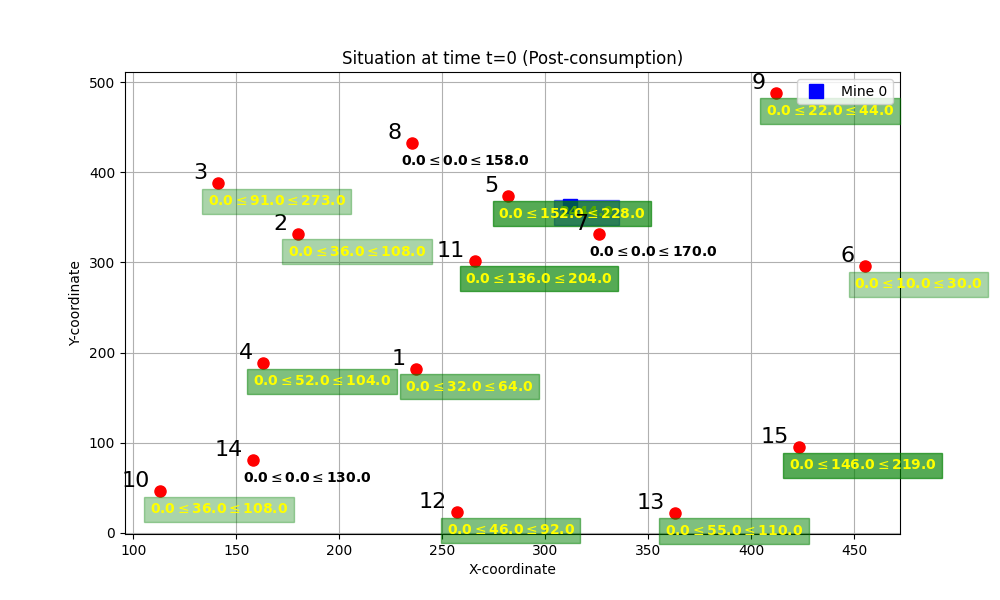 Situation at time t=0 (Post-consumption)
Mine 0
9
0.0 ≤ 22.0 ≤ 44.0
8
0.0 ≤ 0.0 ≤ 158.0
3
0.0 ≤ 91.0 ≤ 273.0
5
0.0 ≤ 152.0 ≤ 228.0
2
0.0 ≤ 36.0 ≤ 108.0
7
0.0 ≤ 0.0 ≤ 170.0
11
0.0 ≤ 136.0 ≤ 204.0
6
0.0 ≤ 10.0 ≤ 30.0
4
0.0 ≤ 52.0 ≤ 104.0
1
0.0 ≤ 32.0 ≤ 64.0
14
0.0 ≤ 0.0 ≤ 130.0
15
0.0 ≤ 146.0 ≤ 219.0
10
0.0 ≤ 36.0 ≤ 108.0
12
0.0 ≤ 46.0 ≤ 92.0
13
0.0 ≤ 55.0 ≤ 110.0
500
400
300
200
100
0
Y-coordinate
100 150 200 250 300 350 400 450
X-coordinate